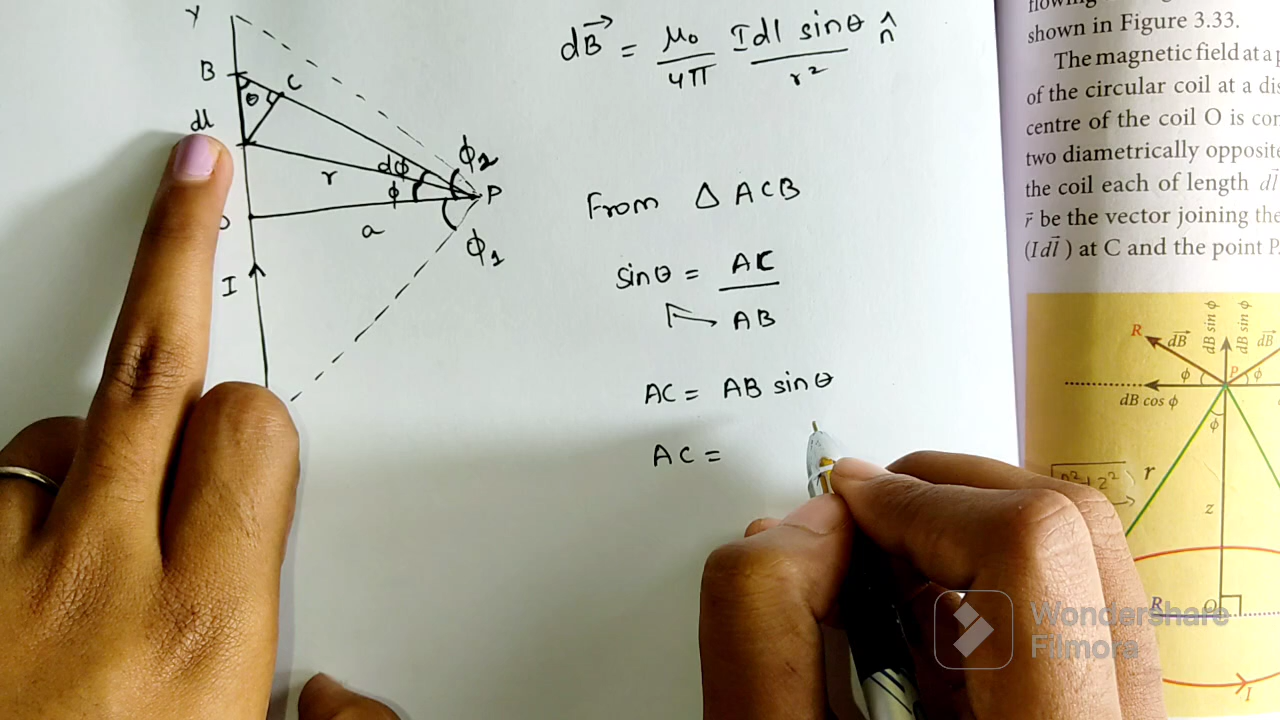 Y
B
θ
C
dl
r
dϕ
ϕ
ϕ2
P
a
ϕ1
I
dB⃗ = μ0/4π Idl sinθ/r² n̂
From Δ ACB
sinθ = AC/AB
AC = AB sinθ
AC =
shown in Figure 3.33.
The magnetic field at a
of the circular coil at a
centre of the coil O is
two diametrically
the coil each of length dl⃗
r⃗ be the vector joining the
(Idl⃗) at C and the point P.
R
dB⃗
dB sin ϕ
dB sin ϕ
dB⃗
ϕ
P
ϕ
dB cos ϕ
ϕ
r
z
R
O
I
Wondershare
Filmora